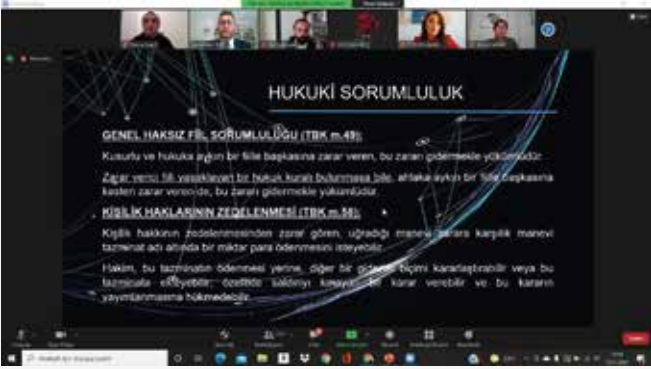 HUKUKİ SORUMLULUK
GENEL HAKSIZ FİİL SORUMLULUĞU (TBK m.49):
Kusurlu ve hukuka aykırı bir fiille başkasına zarar veren, bu zararı gidermekle yükümlüdür.
Zarar verici fiili yasaklayan bir hukuk kuralı bulunmasa bile, ahlaka aykırı bir fiille başkasına
kasten zarar veren de, bu zararı gidermekle yükümlüdür.
KİŞİLİK HAKLARININ ZEDELENMESİ (TBK m.58):
Kişilik hakkının zedelenmesinden zarar gören, uğradığı manevi zarara karşılık manevi
tazminat adı altında bir miktar para ödenmesini isteyebilir.
Hakim, bu tazminatın ödenmesi yerine, diğer bir giderim biçimi kararlaştırabilir veya bu
tazminata ekleyebilir; özellikle saldırıyı kınayan bir karar verebilir ve bu kararın
yayımlanmasına hükmedebilir.